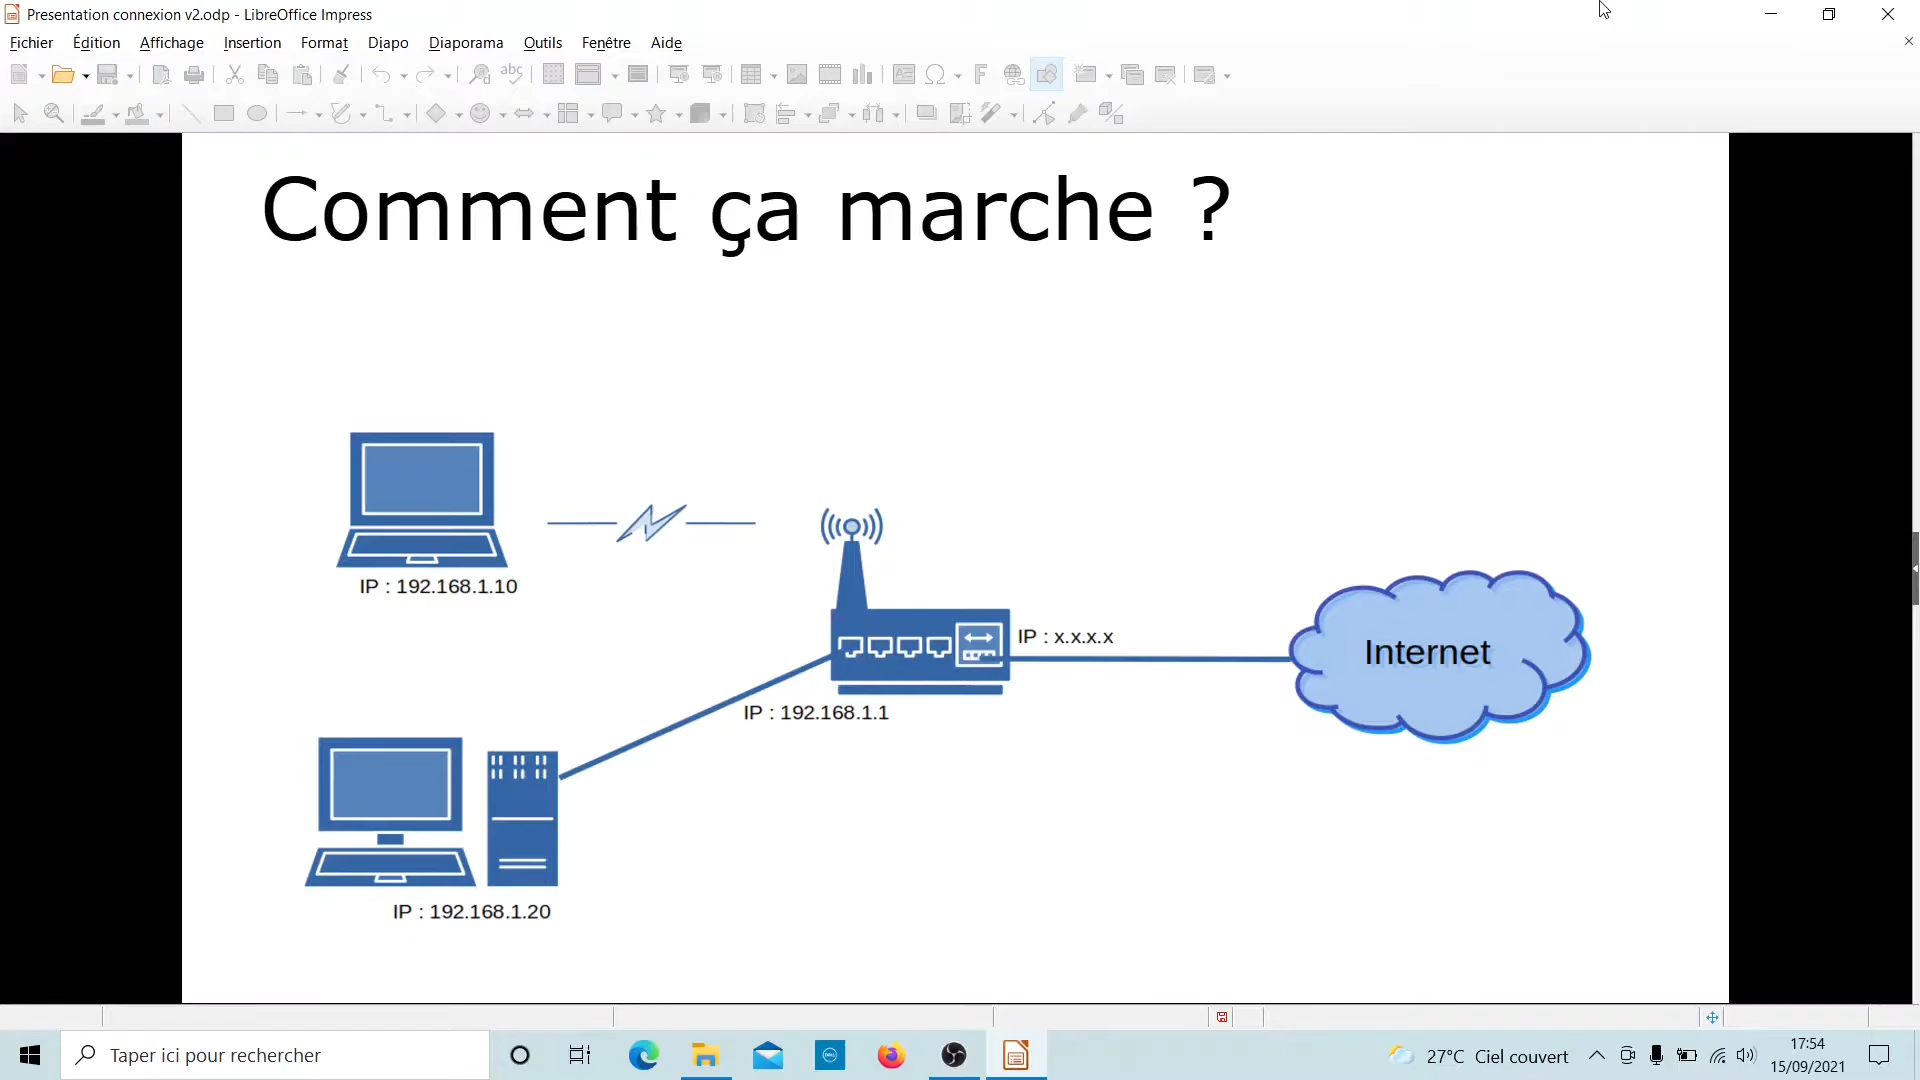 Presentation connexion v2.odp - LibreOffice Impress
Fichier Édition Affichage Insertion Format Diapo Diaporama Outils Fenêtre Aide
abc
Comment ça marche ?
IP : 192.168.1.10
IP : x.x.x.x
Internet
IP : 192.168.1.1
IP : 192.168.1.20
Taper ici pour rechercher
DELL
27°C Ciel couvert
17:54
15/09/2021